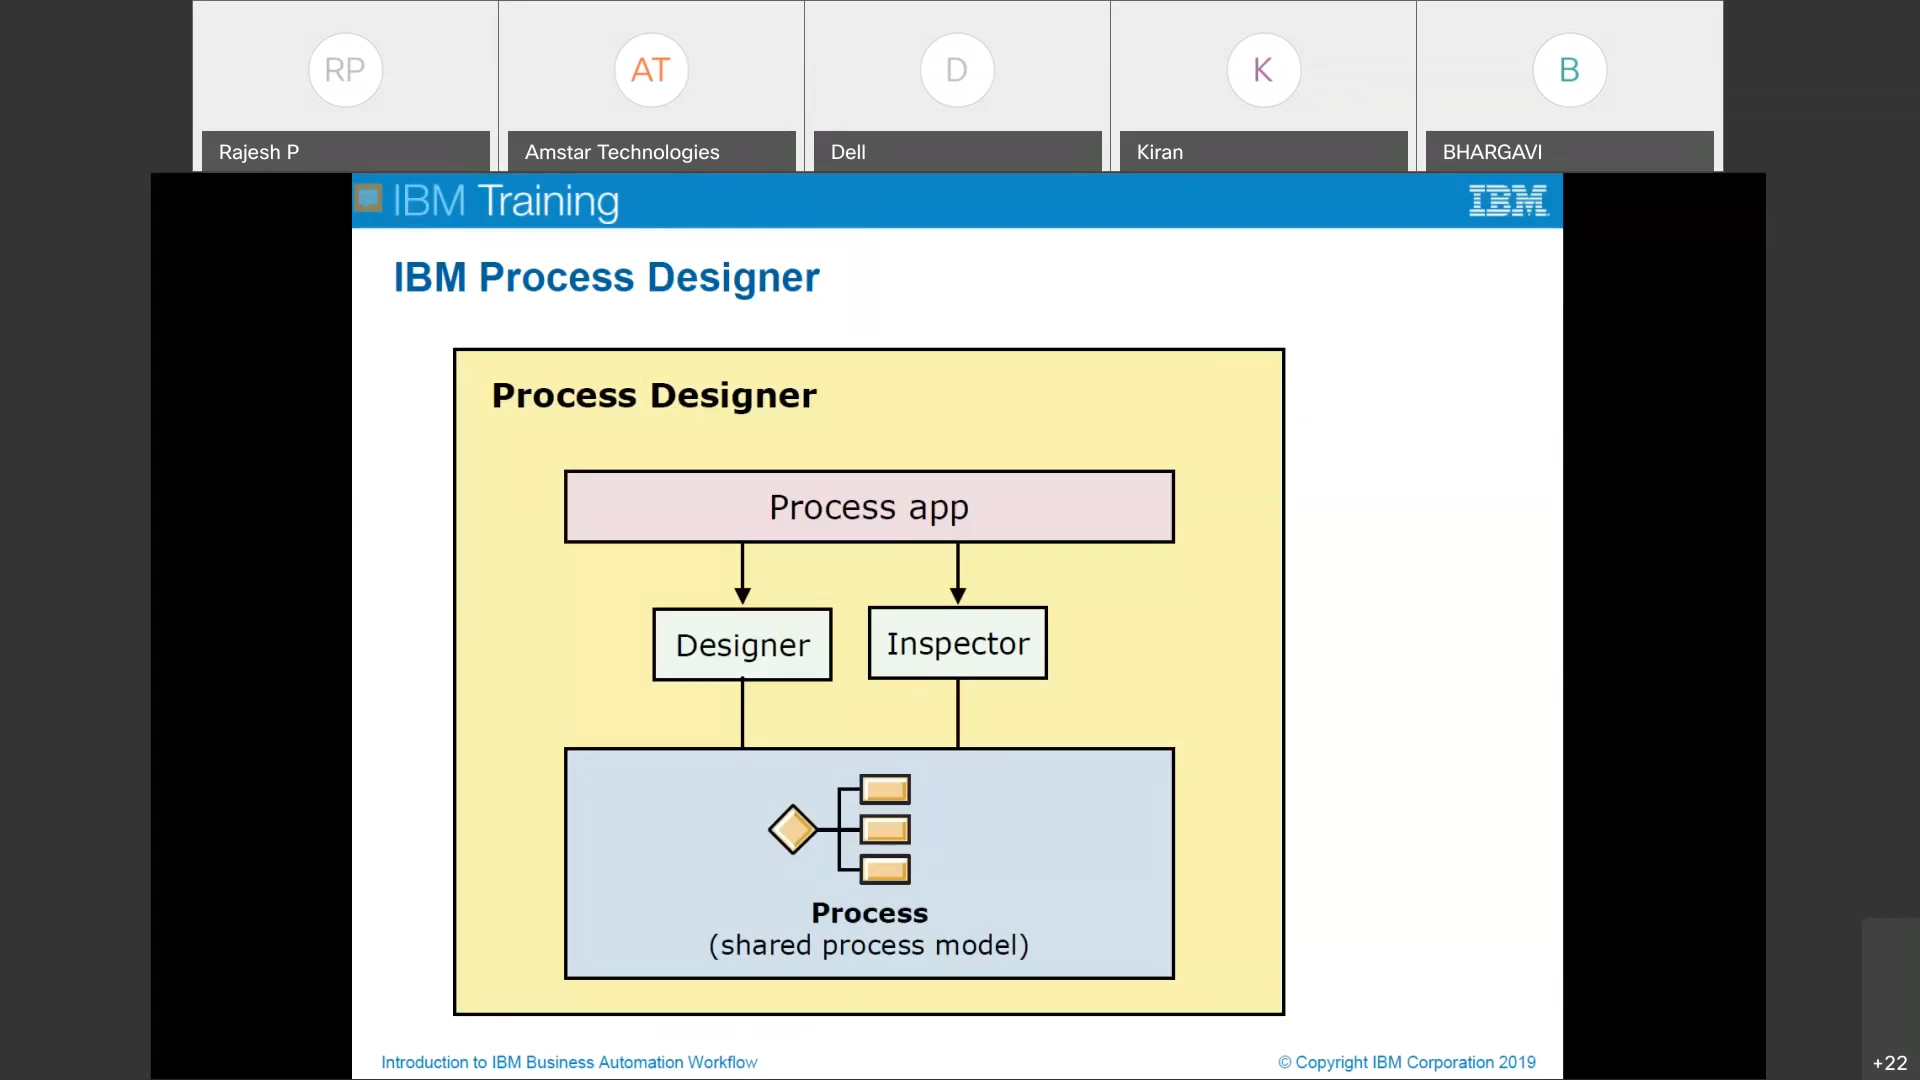 RP
AT
D
K
B
Rajesh P
Amstar Technologies
Dell
Kiran
BHARGAVI
IBM Training
IBM
IBM Process Designer
Process Designer
Process app
Designer
Inspector
Process
(shared process model)
Introduction to IBM Business Automation Workflow
© Copyright IBM Corporation 2019
+22